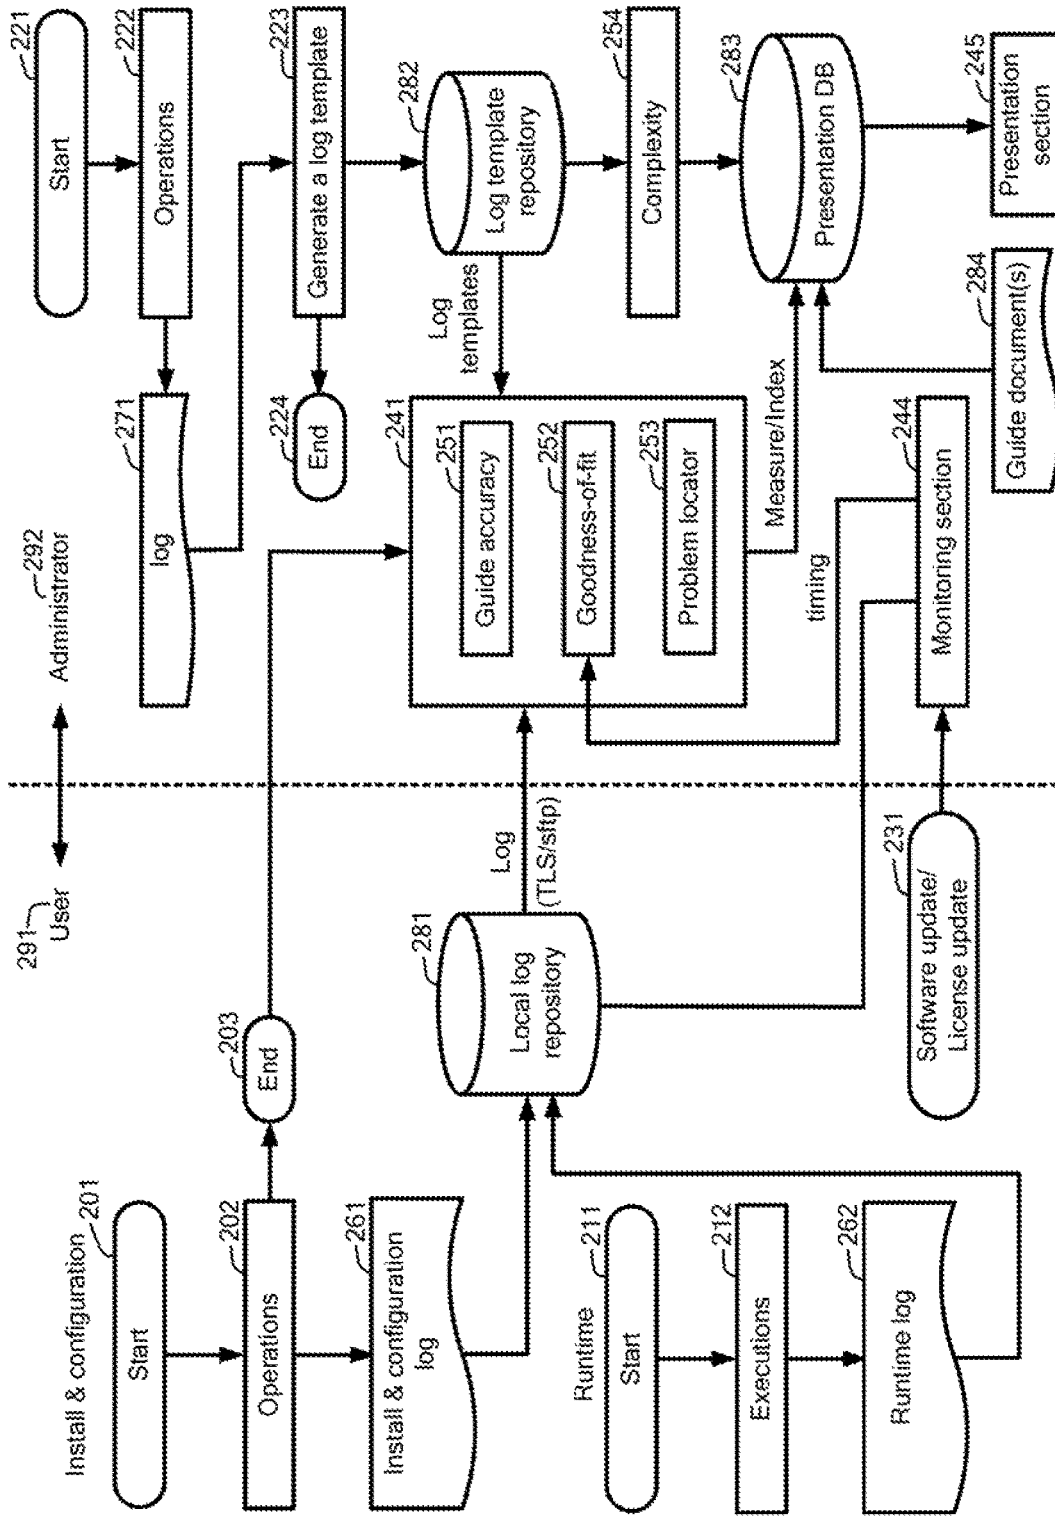 291
User
Administrator
292
Install & configuration
201
Start
202
Operations
203
End
261
Install & configuration
log
Runtime
211
Start
212
Executions
262
Runtime log
281
Local log
repository
Log
(TLS/sftp)
231
Software update/
License update
221
Start
222
Operations
271
log
223
Generate a log template
224
End
282
Log template
repository
Log
templates
241
251
Guide accuracy
252
Goodness-of-fit
253
Problem locator
254
Complexity
Measure/Index
283
Presentation DB
timing
244
Monitoring section
284
Guide document(s)
245
Presentation
section